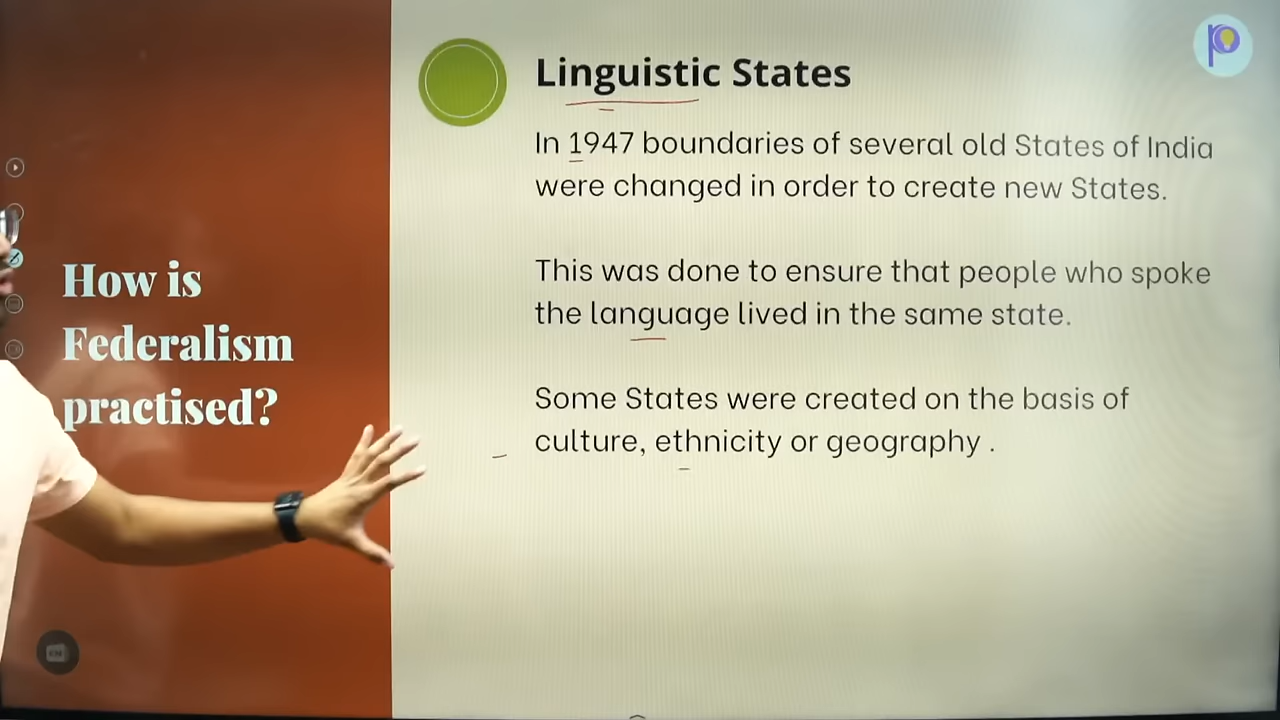 Linguistic States
In 1947 boundaries of several old States of India
were changed in order to create new States.
This was done to ensure that people who spoke
the language lived in the same state.
Some States were created on the basis of
culture, ethnicity or geography .
How is
Federalism
practised?